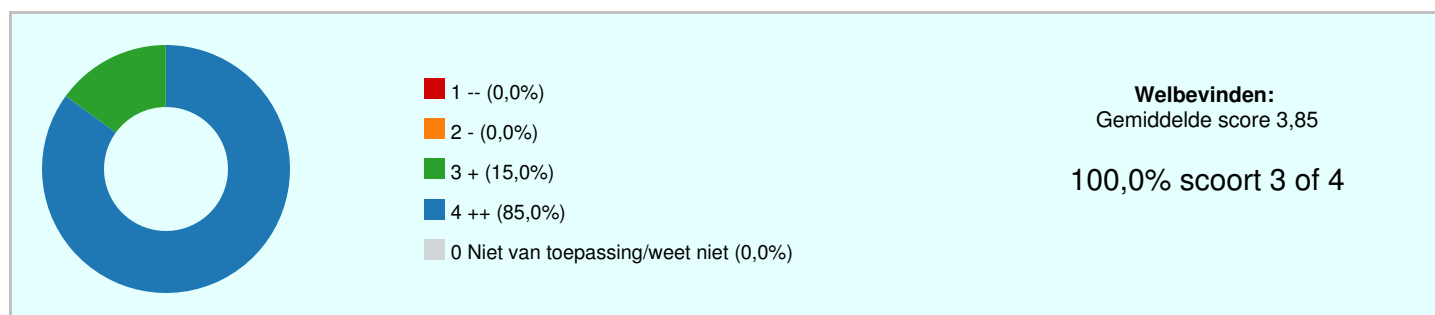 1 -- (0,0%)
2 - (0,0%)
3 + (15,0%)
4 ++ (85,0%)
0 Niet van toepassing/weet niet (0,0%)
Welbevinden:
Gemiddelde score 3,85
100,0% scoort 3 of 4